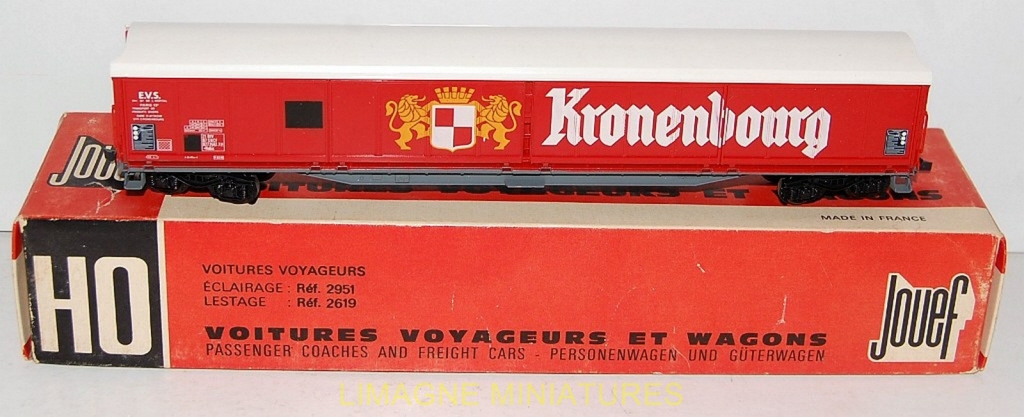 E.V.S.
Kronenbourg
Jouef
VOITURES VOYAGEURS ET WAGONS
MADE IN FRANCE
HO
VOITURES VOYAGEURS
ÉCLAIRAGE : Réf. 2951
LESTAGE : Réf. 2619
Jouef
VOITURES VOYAGEURS ET WAGONS
PASSENGER COACHES AND FREIGHT CARS - PERSONENWAGEN UND GÜTERWAGEN
LIMAGNE MINIATURES